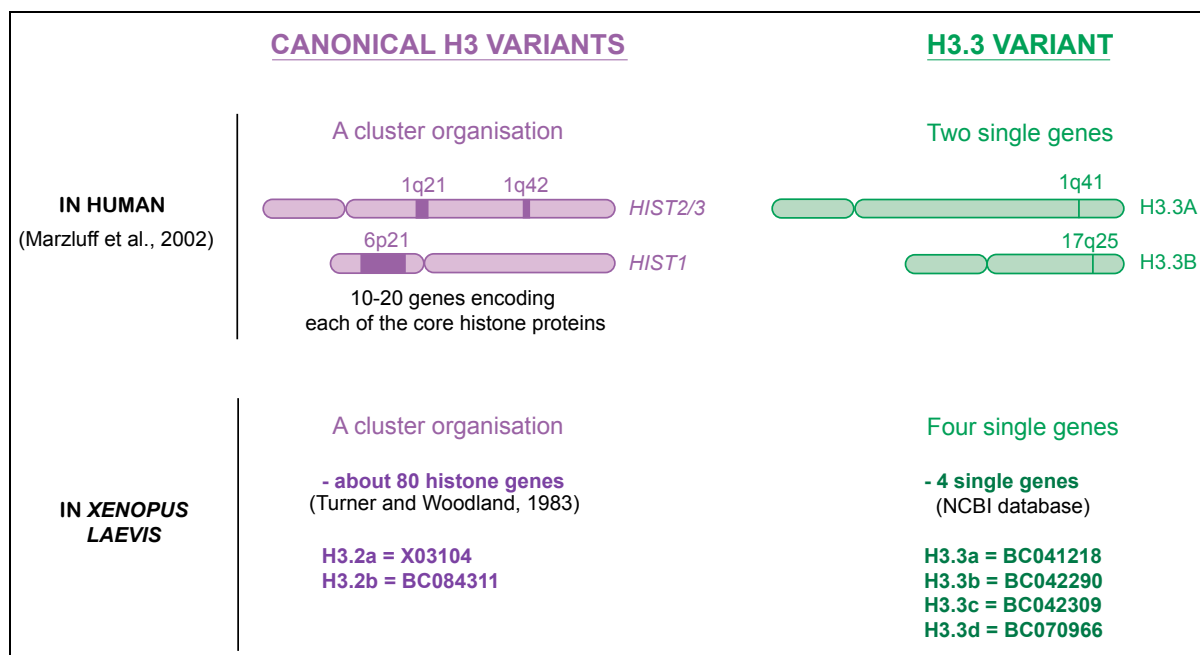 CANONICAL H3 VARIANTS
H3.3 VARIANT
IN HUMAN
(Marzluff et al., 2002)
A cluster organisation
1q21 1q42
HIST2/3
6p21
HIST1
10-20 genes encoding
each of the core histone proteins
Two single genes
1q41
H3.3A
17q25
H3.3B
IN XENOPUS
LAEVIS
A cluster organisation
- about 80 histone genes
(Turner and Woodland, 1983)
H3.2a = X03104
H3.2b = BC084311
Four single genes
- 4 single genes
(NCBI database)
H3.3a = BC041218
H3.3b = BC042290
H3.3c = BC042309
H3.3d = BC070966